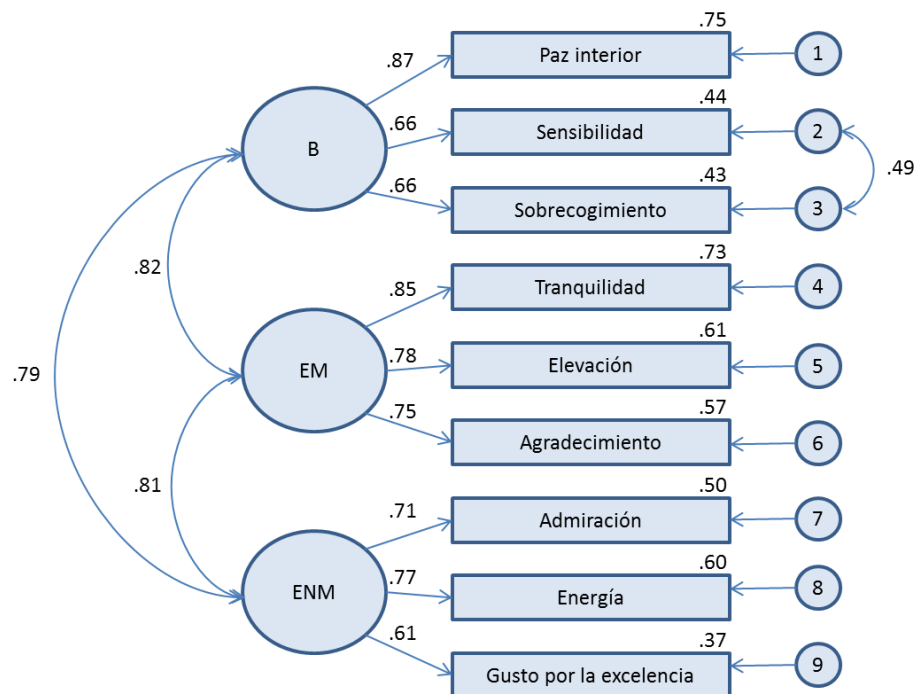 .75
.87
Paz interior
1
.44
.66
Sensibilidad
2
B
.49
.43
.66
Sobrecogimiento
3
.82
.73
.85
Tranquilidad
4
.61
.78
Elevación
5
.79
EM
.57
.75
Agradecimiento
6
.81
.50
.71
Admiración
7
.60
.77
Energía
8
ENM
.37
.61
Gusto por la excelencia
9